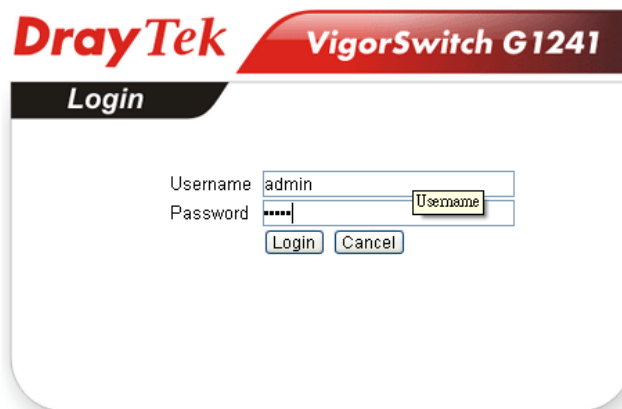 DrayTek VigorSwitch G1241
Login
Username admin
Username
Password •••••
Login Cancel